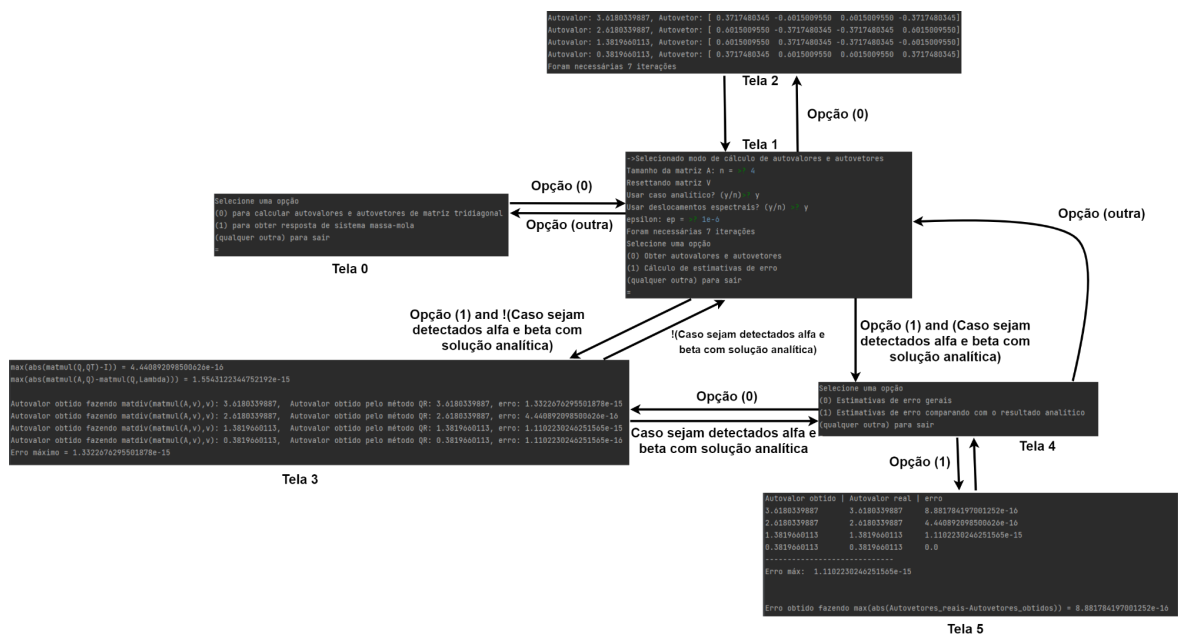 Autovalor: 3.6180339887, Autovetor: [ 0.3717480345 -0.6015009550  0.6015009550 -0.3717480345]
Autovalor: 2.6180339887, Autovetor: [ 0.6015009550 -0.3717480345 -0.3717480345  0.6015009550]
Autovalor: 1.3819660113, Autovetor: [ 0.6015009550  0.3717480345 -0.3717480345 -0.6015009550]
Autovalor: 0.3819660113, Autovetor: [ 0.3717480345  0.6015009550  0.6015009550  0.3717480345]
Foram necessárias 7 iterações
Tela 2
Opção (0)
Tela 1
->Selecionado modo de cálculo de autovalores e autovetores
Tamanho da matriz A: n = >? 4
Resettando matriz V
Usar caso analítico? (y/n)>? y
Usar deslocamentos espectrais? (y/n) >? y
epsilon: ep = >? 1e-6
Foram necessárias 7 iterações
Selecione uma opção
(0) Obter autovalores e autovetores
(1) Cálculo de estimativas de erro
(qualquer outra) para sair
=
Opção (0)
Opção (outra)
Selecione uma opção
(0) para calcular autovalores e autovetores de matriz tridiagonal
(1) para obter resposta de sistema massa-mola
(qualquer outra) para sair
=
Tela 0
Opção (outra)
Opção (1) and !(Caso sejam
detectados alfa e beta com
solução analítica)
!(Caso sejam detectados alfa e
beta com solução analítica)
Opção (1) and (Caso sejam
detectados alfa e beta com
solução analítica)
max(abs(matmul(Q,QT)-I)) = 4.440892098500626e-16
max(abs(matmul(A,Q)-matmul(Q,Lambda))) = 1.5543122344752192e-15
Autovalor obtido fazendo matdiv(matmul(A,v),v): 3.6180339887,  Autovalor obtido pelo método QR: 3.6180339887, erro: 1.3322676295501878e-15
Autovalor obtido fazendo matdiv(matmul(A,v),v): 2.6180339887,  Autovalor obtido pelo método QR: 2.6180339887, erro: 4.440892098500626e-16
Autovalor obtido fazendo matdiv(matmul(A,v),v): 1.3819660113,  Autovalor obtido pelo método QR: 1.3819660113, erro: 1.1102230246251565e-15
Autovalor obtido fazendo matdiv(matmul(A,v),v): 0.3819660113,  Autovalor obtido pelo método QR: 0.3819660113, erro: 1.1102230246251565e-16
Erro máximo = 1.3322676295501878e-15
Tela 3
Opção (0)
Caso sejam detectados alfa e
beta com solução analítica
Selecione uma opção
(0) Estimativas de erro gerais
(1) Estimativas de erro comparando com o resultado analítico
(qualquer outra) para sair
Tela 4
Opção (1)
Autovalor obtido | Autovalor real | erro
3.6180339887 3.6180339887 8.881784197001252e-16
2.6180339887 2.6180339887 4.440892098500626e-16
1.3819660113 1.3819660113 1.1102230246251565e-15
0.3819660113 0.3819660113 0.0
-----------------------------
Erro máx:  1.1102230246251565e-15
Erro obtido fazendo max(abs(Autovetores_reais-Autovetores_obtidos)) = 8.881784197001252e-16
Tela 5